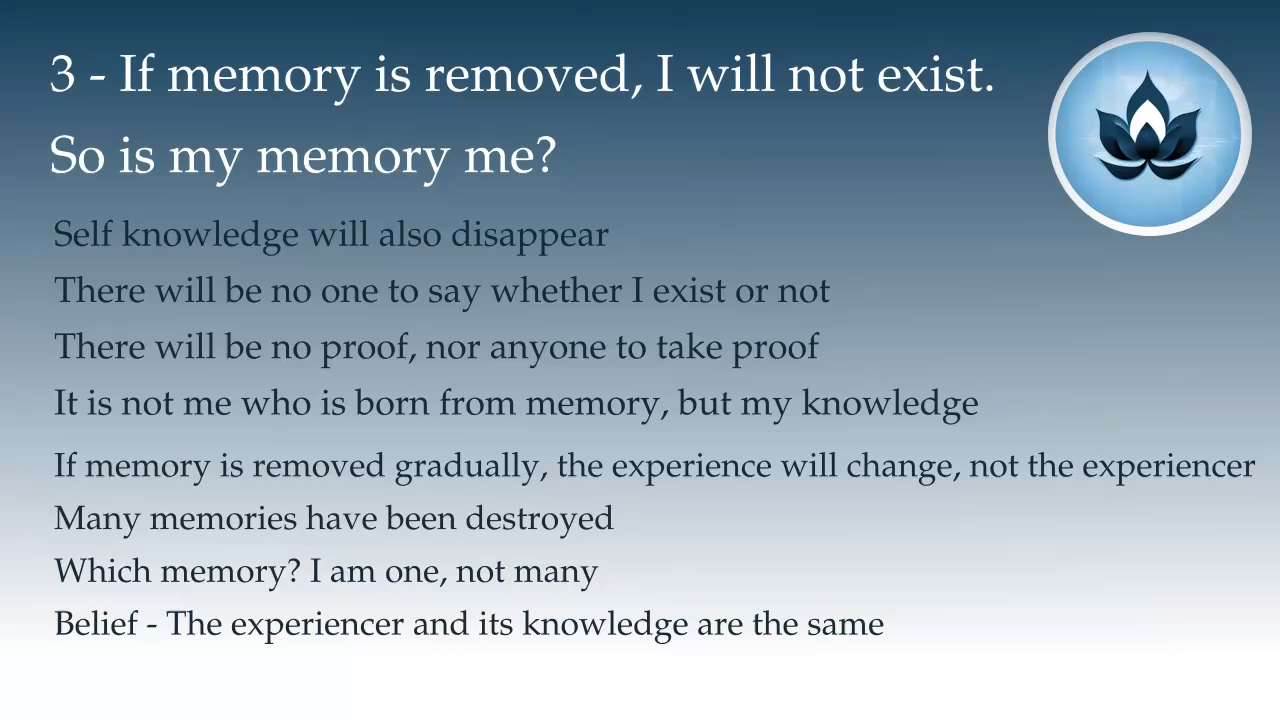 3 - If memory is removed, I will not exist.
So is my memory me?
Self knowledge will also disappear
There will be no one to say whether I exist or not
There will be no proof, nor anyone to take proof
It is not me who is born from memory, but my knowledge
If memory is removed gradually, the experience will change, not the experiencer
Many memories have been destroyed
Which memory? I am one, not many
Belief - The experiencer and its knowledge are the same